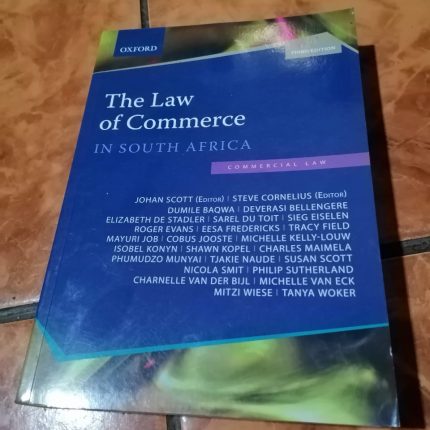 OXFORD
THIRD EDITION
The Law
of Commerce
IN SOUTH AFRICA
COMMERCIAL LAW
JOHAN SCOTT (EDITOR) | STEVE CORNELIUS (EDITOR)
DUMILE BAQWA | DEVERASI BELLENGERE
ELIZABETH DE STADLER | SAREL DU TOIT | SIEG EISELEN
ROGER EVANS | EESA FREDERICKS | TRACY FIELD
MAYURI JOB | COBUS JOOSTE | MICHELLE KELLY-LOUW
ISOBEL KONYN | SHAWN KOPEL | CHARLES MAIMELA
PHUMUDZO MUNYAI | TJAKIE NAUDE | SUSAN SCOTT
NICOLA SMIT | PHILIP SUTHERLAND
CHARNELLE VAN DER BIJL | MICHELLE VAN ECK
MITZI WIESE | TANYA WOKER